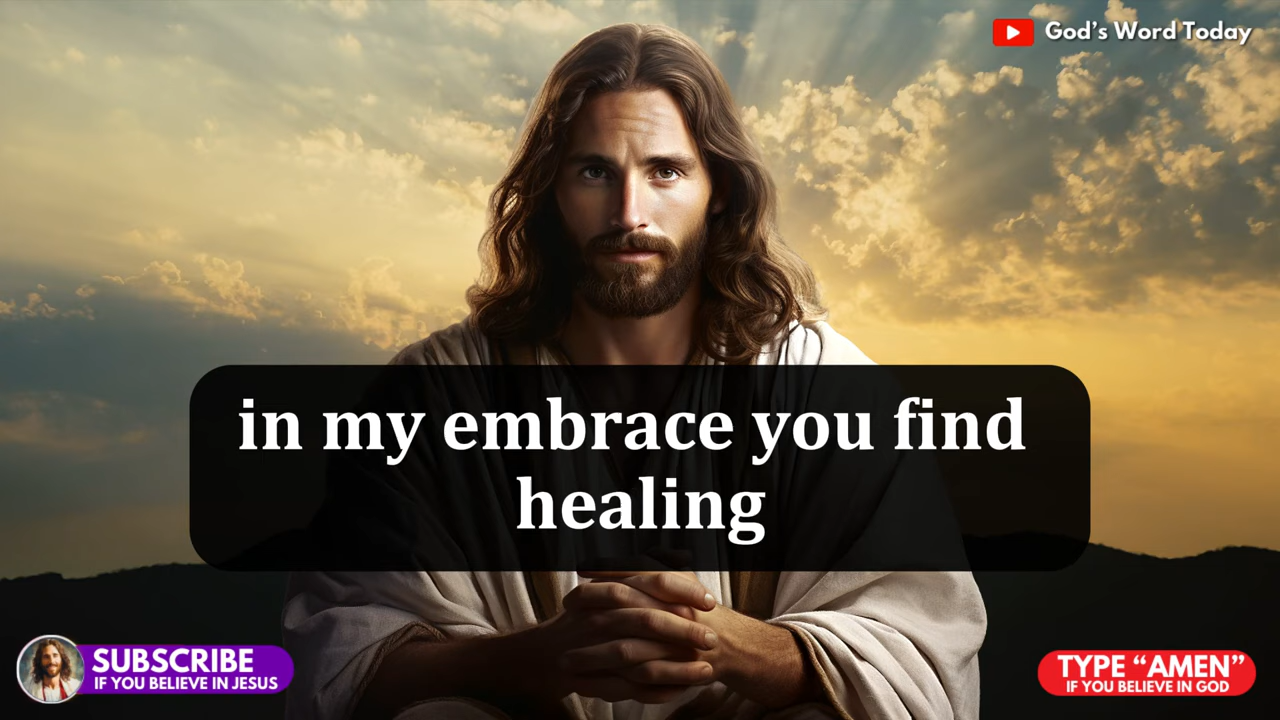 God's Word Today
in my embrace you find
healing
SUBSCRIBE
IF YOU BELIEVE IN JESUS
TYPE “AMEN”
IF YOU BELIEVE IN GOD